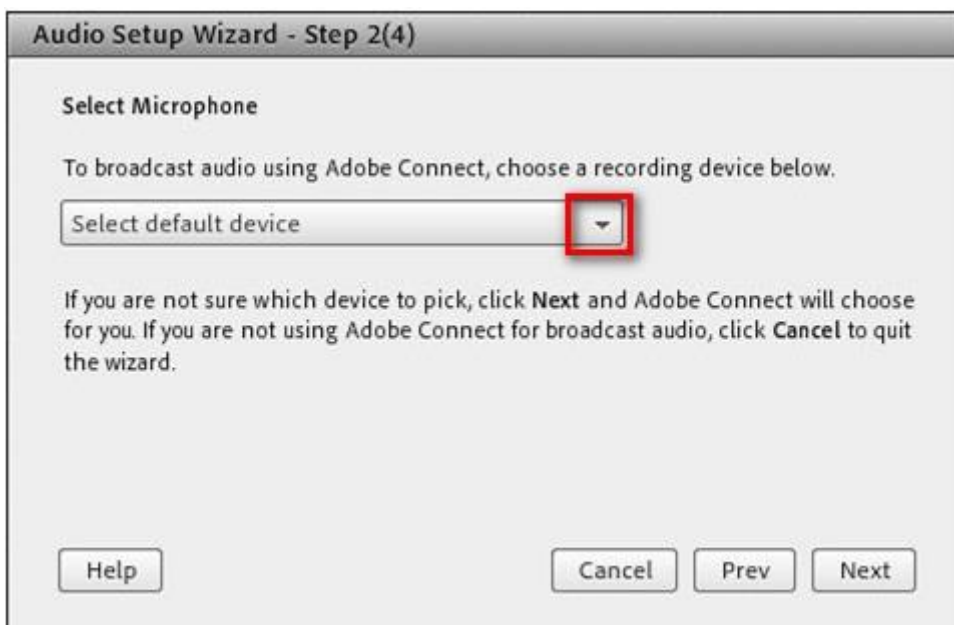 Audio Setup Wizard - Step 2(4)
Select Microphone
To broadcast audio using Adobe Connect, choose a recording device below.
Select default device
If you are not sure which device to pick, click Next and Adobe Connect will choose
for you. If you are not using Adobe Connect for broadcast audio, click Cancel to quit
the wizard.
Help
Cancel
Prev
Next